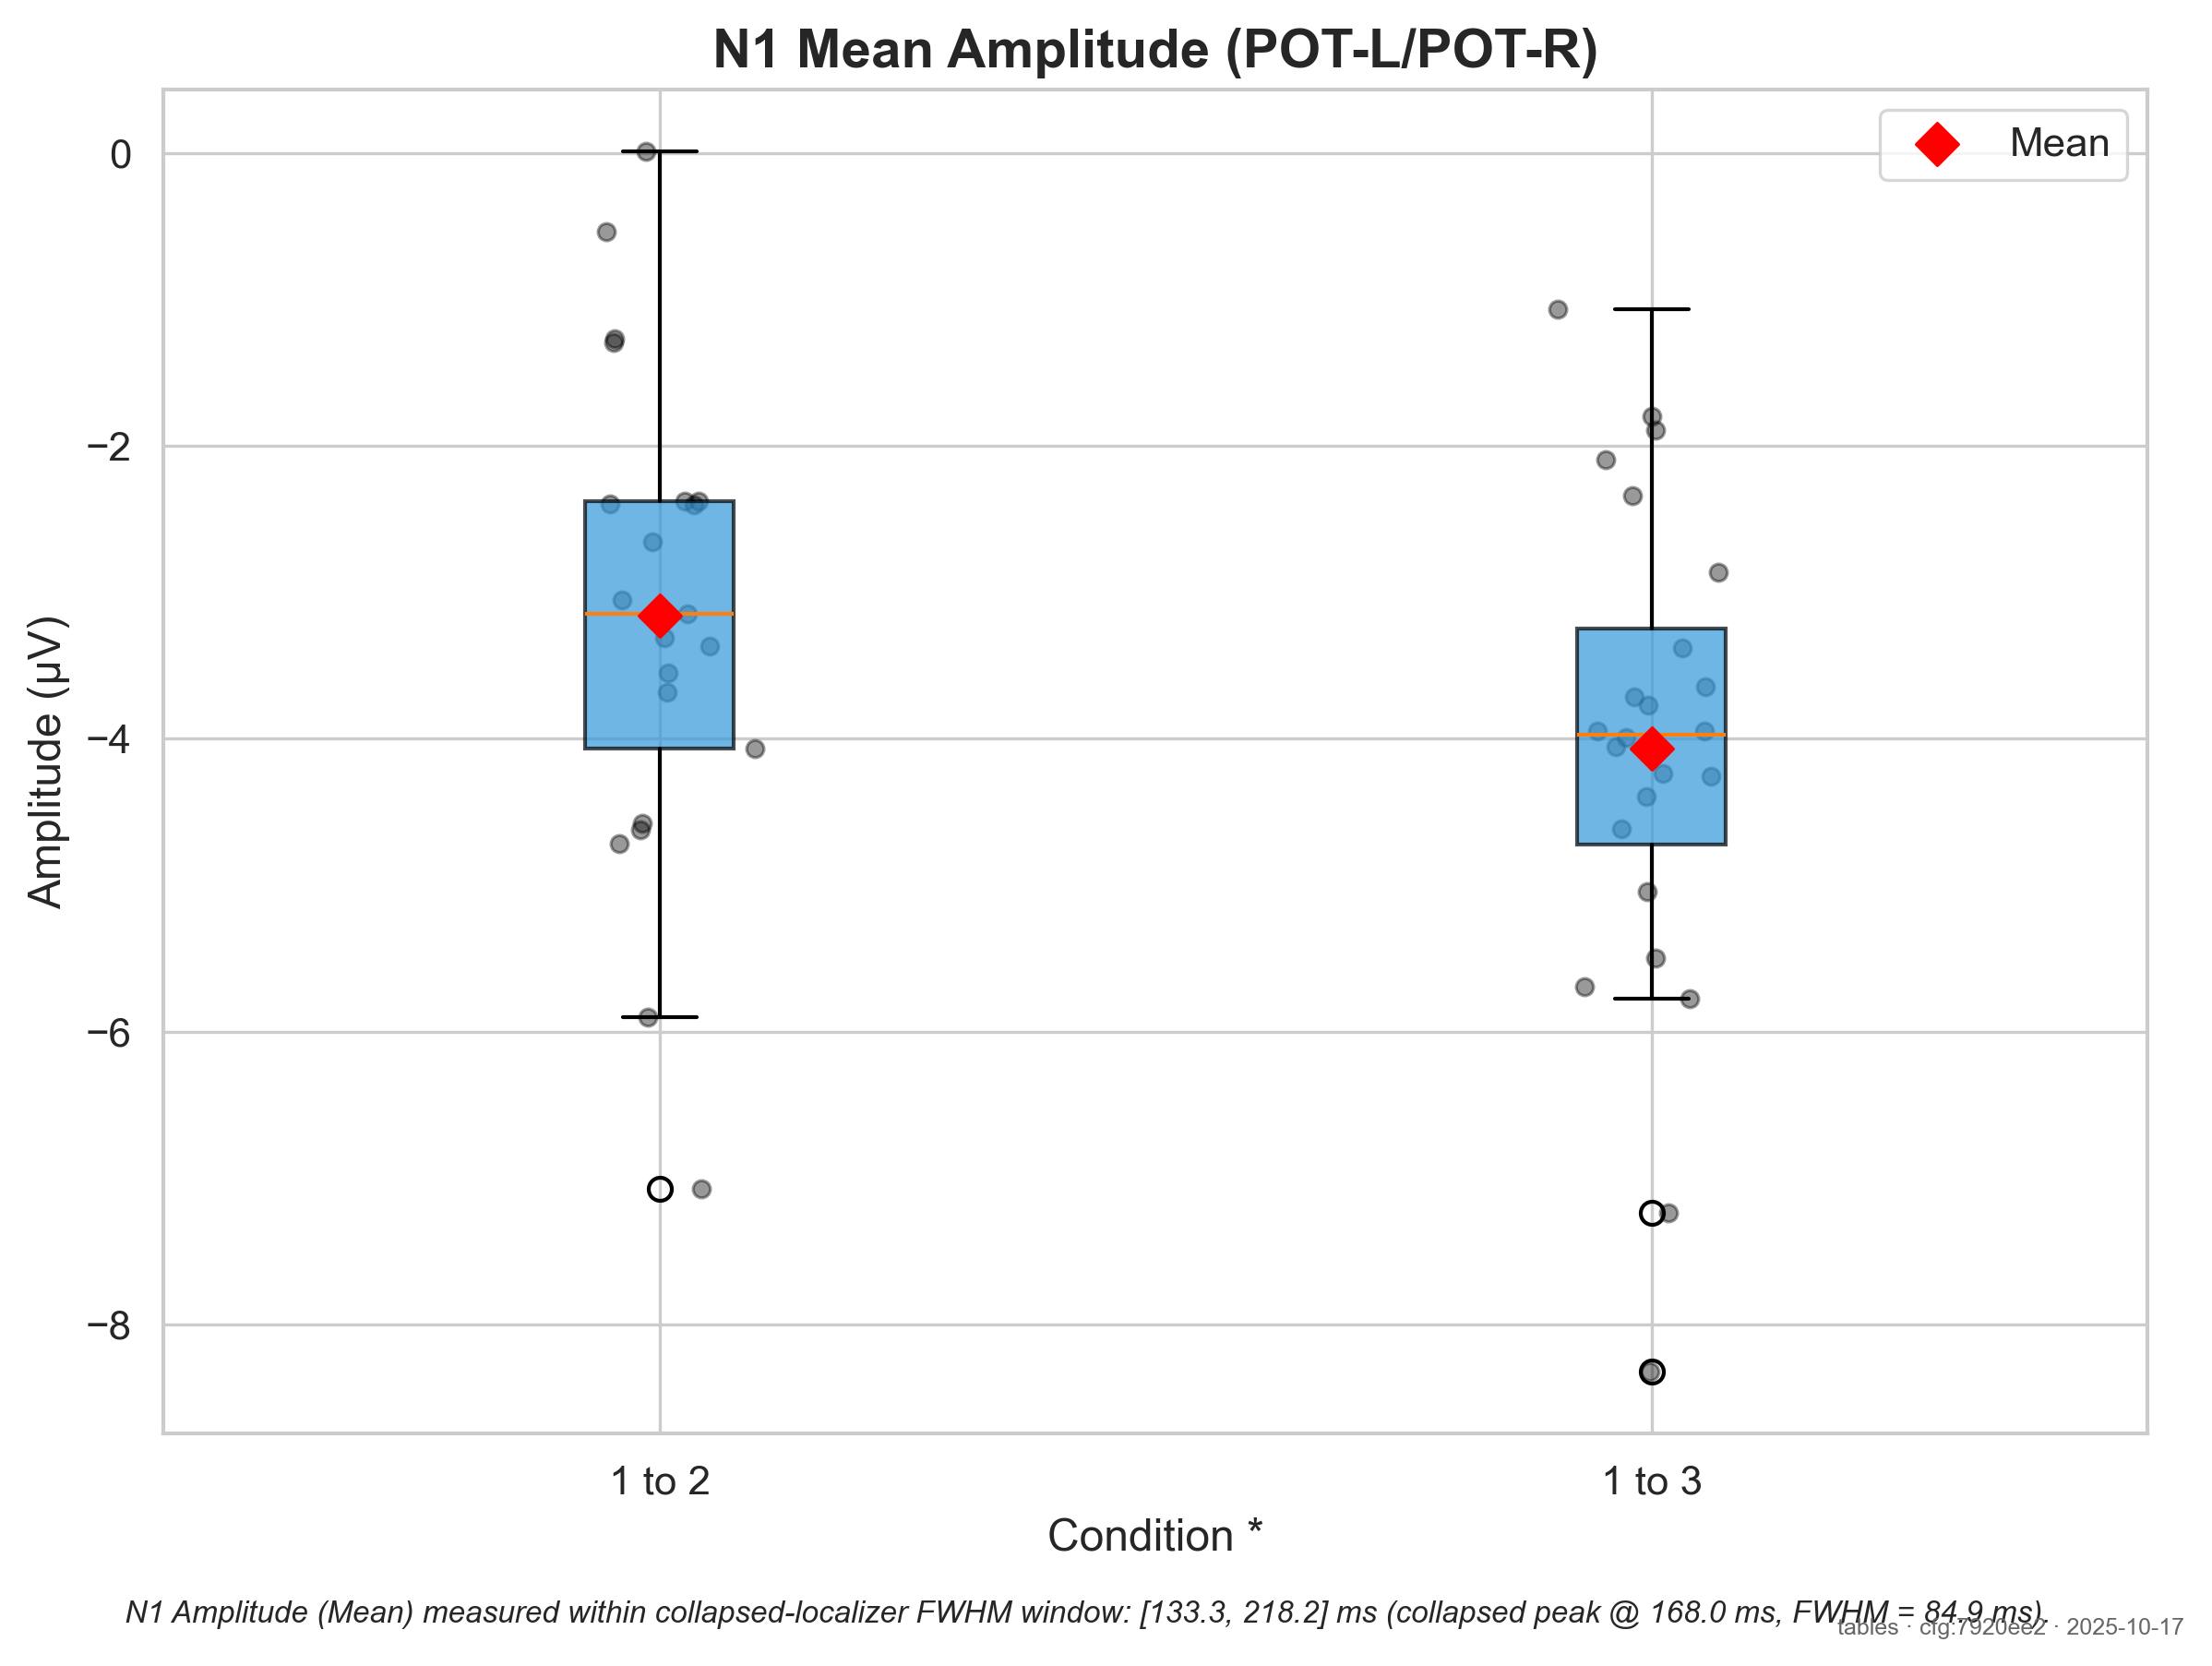 N1 Mean Amplitude (POT-L/POT-R)
Mean
Amplitude (µV)
0
−2
−4
−6
−8
1 to 2
1 to 3
Condition *
N1 Amplitude (Mean) measured within collapsed-localizer FWHM window: [133.3, 218.2] ms (collapsed peak @ 168.0 ms, FWHM = 84.9 ms).
tables · cfg:7920ee2 · 2025-10-17